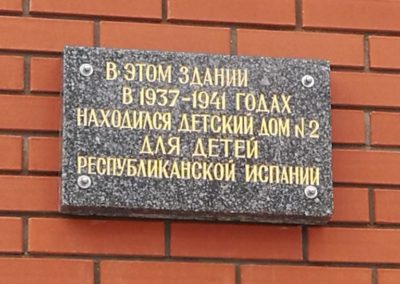 В ЭТОМ ЗДАНИИ
В 1937-1941 ГОДАХ
НАХОДИЛСЯ ДЕТСКИЙ ДОМ №2
ДЛЯ ДЕТЕЙ
РЕСПУБЛИКАНСКОЙ ИСПАНИИ